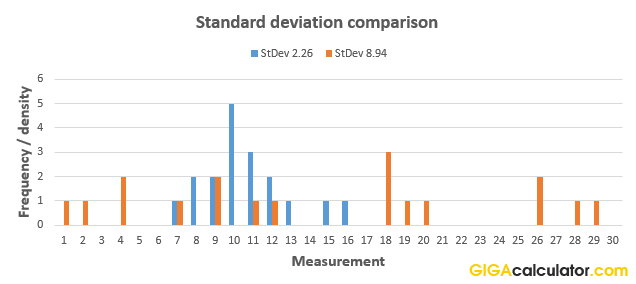 Standard deviation comparison
StDev 2.26 StDev 8.94
Frequency / density
6
5
4
3
2
1
0
1 2 3 4 5 6 7 8 9 10 11 12 13 14 15 16 17 18 19 20 21 22 23 24 25 26 27 28 29 30
Measurement
GIGAcalculator.com